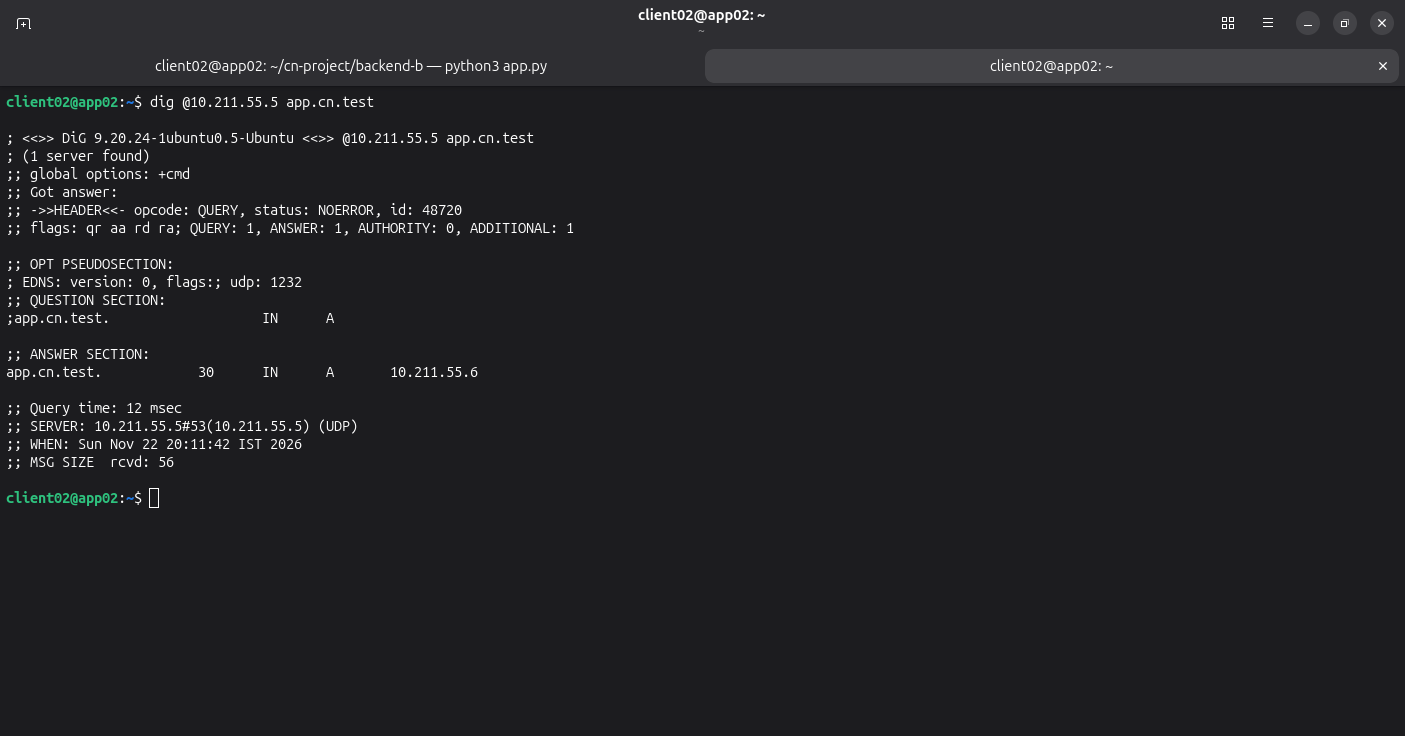 client02@app02: ~
~
client02@app02: ~/cn-project/backend-b — python3 app.py
client02@app02: ~
client02@app02:~$ dig @10.211.55.5 app.cn.test

; <<>> DiG 9.20.24-1ubuntu0.5-Ubuntu <<>> @10.211.55.5 app.cn.test
; (1 server found)
;; global options: +cmd
;; Got answer:
;; ->>HEADER<<- opcode: QUERY, status: NOERROR, id: 48720
;; flags: qr aa rd ra; QUERY: 1, ANSWER: 1, AUTHORITY: 0, ADDITIONAL: 1

;; OPT PSEUDOSECTION:
; EDNS: version: 0, flags:; udp: 1232
;; QUESTION SECTION:
;app.cn.test.                   IN      A

;; ANSWER SECTION:
app.cn.test.            30      IN      A       10.211.55.6

;; Query time: 12 msec
;; SERVER: 10.211.55.5#53(10.211.55.5) (UDP)
;; WHEN: Sun Nov 22 20:11:42 IST 2026
;; MSG SIZE  rcvd: 56

client02@app02:~$